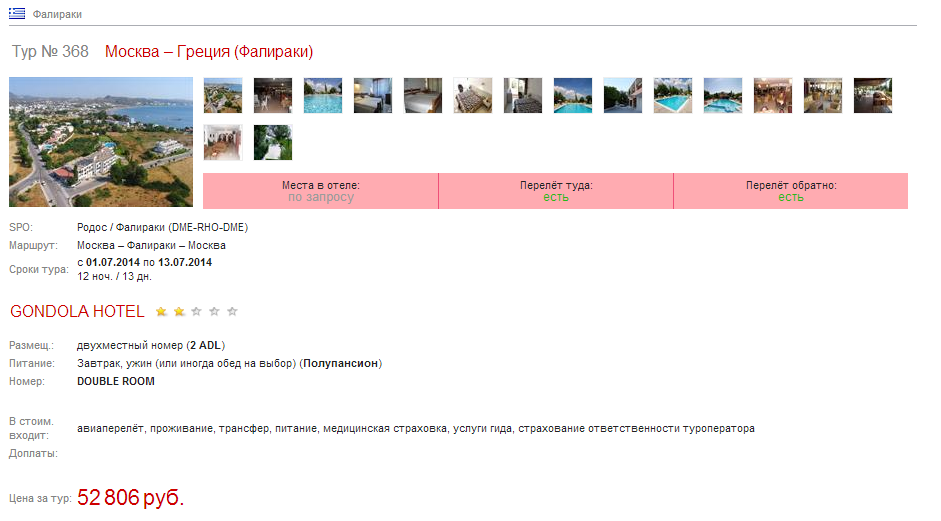 Фалираки
Тур № 368 Москва – Греция (Фалираки)
Места в отеле: Перелёт туда: Перелёт обратно:
по запросу есть есть
SPO: Родос / Фалираки (DME-RHO-DME)
Маршрут: Москва – Фалираки – Москва
Сроки тура: с 01.07.2014 по 13.07.2014
12 ноч. / 13 дн.
GONDOLA HOTEL
Размещ.: двухместный номер (2 ADL)
Питание: Завтрак, ужин (или иногда обед на выбор) (Полупансион)
Номер: DOUBLE ROOM
В стоим.
входит: авиаперелёт, проживание, трансфер, питание, медицинская страховка, услуги гида, страхование ответственности туроператора
Доплаты:
Цена за тур: 52 806 руб.